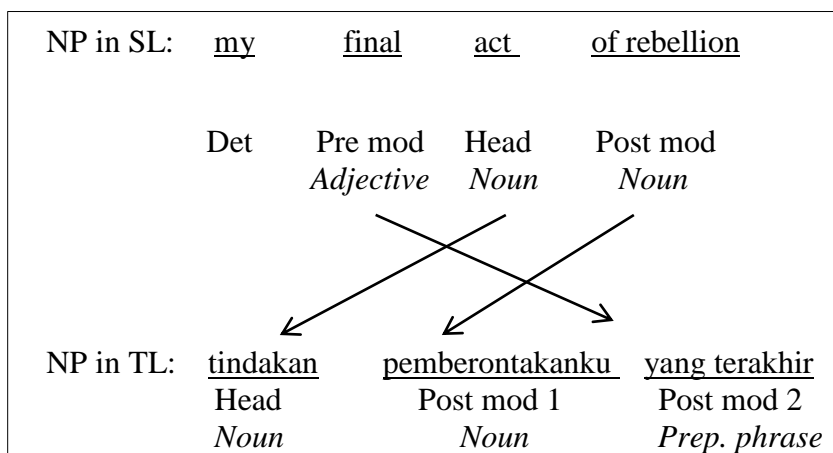 NP in SL: my final act of rebellion
Det Pre mod Head Post mod
Adjective Noun Noun
NP in TL: tindakan pemberontakanku yang terakhir
Head Post mod 1 Post mod 2
Noun Noun Prep. phrase